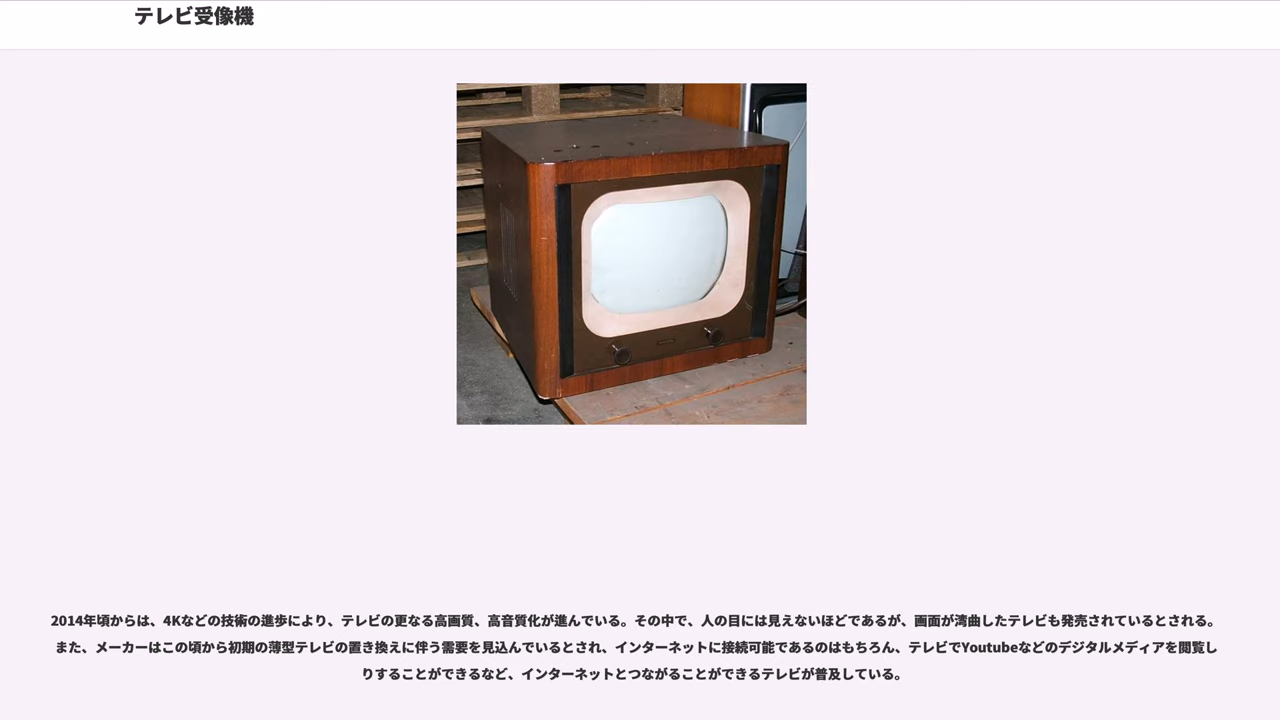 テレビ受像機
2014年頃からは、4Kなどの技術の進歩により、テレビの更なる高画質、高音質化が進んでいる。その中で、人の目には見えないほどであるが、画面が湾曲したテレビも発売されているとされる。
また、メーカーはこの頃から初期の薄型テレビの置き換えに伴う需要を見込んでいるとされ、インターネットに接続可能であるのはもちろん、テレビでYoutubeなどのデジタルメディアを閲覧し
りすることができるなど、インターネットとつながることができるテレビが普及している。